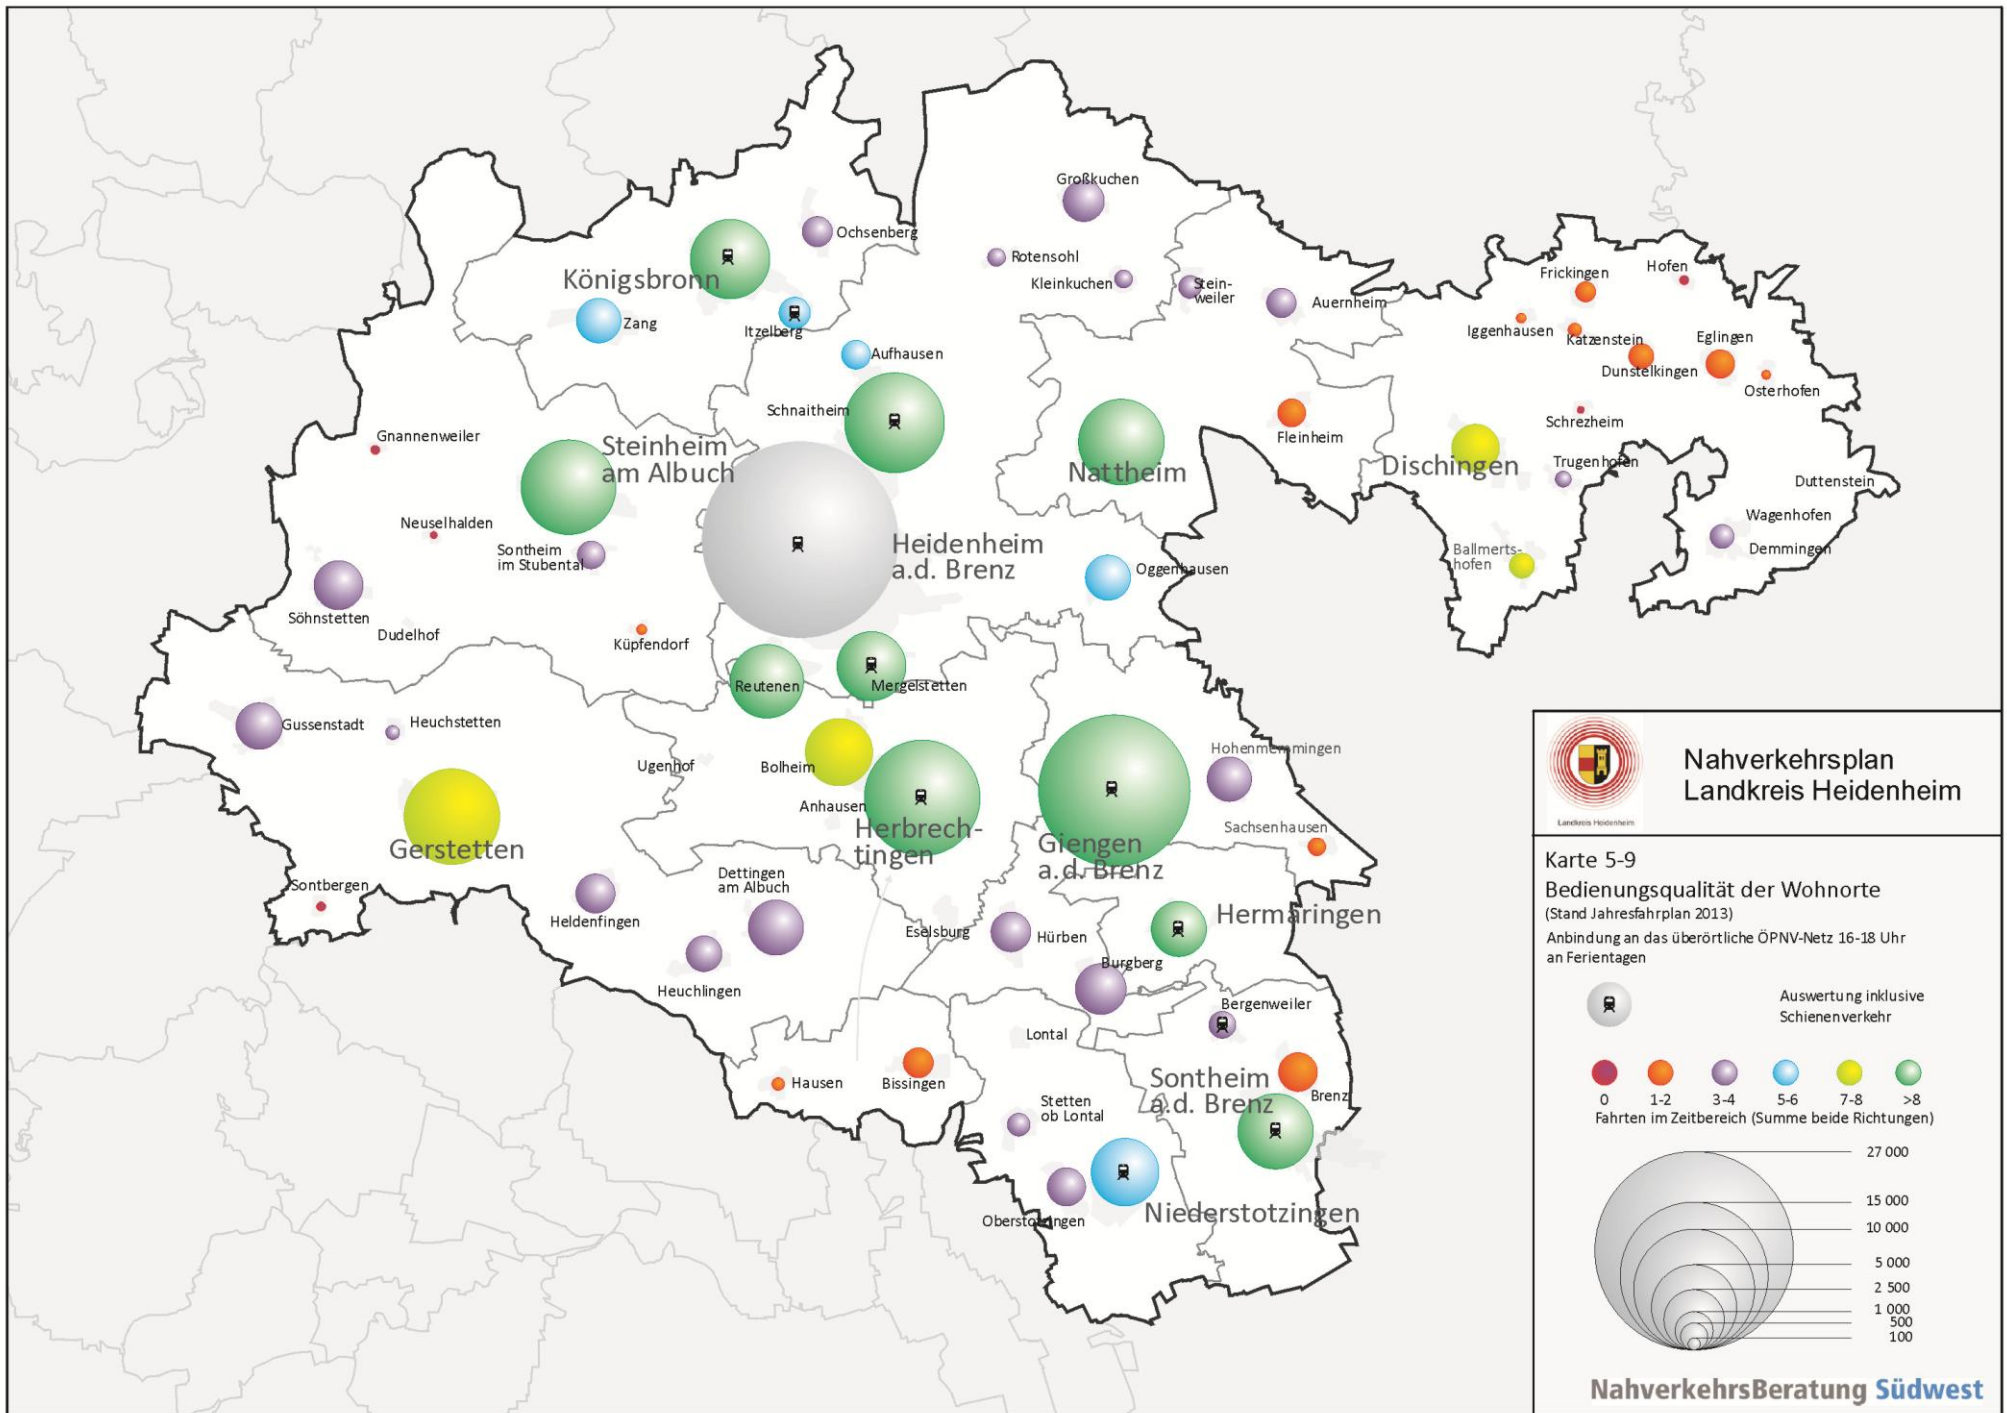 Großkuchen
Ochsenberg
Rotensohl
Kleinkuchen
Stein-
weiler
Auernheim
Königsbronn
Zang
Itzelberg
Aufhausen
Schnaitheim
Frickingen
Hofen
Iggenhausen
Katzenstein
Eglingen
Dunstelkingen
Osterhofen
Schrezheim
Fleinheim
Dischingen
Trugenhofen
Duttenstein
Wagenhofen
Demmingen
Ballmerts-
hofen
Gnannenweiler
Steinheim
am Albuch
Nattheim
Neuselhalden
Sontheim
im Stubental
Heidenheim
a.d. Brenz
Oggenhausen
Söhnstetten
Dudelhof
Küpfendorf
Reutenen
Mergelstetten
Gussenstadt
Heuchstetten
Ugenhof
Bolheim
Anhausen
Herbrech-
tingen
Giengen
a.d. Brenz
Hohenmemmingen
Sachsenhausen
Gerstetten
Sontbergen
Heldenfingen
Dettingen
am Albuch
Heuchlingen
Eselsburg
Hürben
Hermaringen
Burgberg
Bergenweiler
Lontal
Hausen
Bissingen
Sontheim
a.d. Brenz
Brenz
Stetten
ob Lontal
Oberstotzingen
Niederstotzingen
Landkreis Heidenheim
Nahverkehrsplan
Landkreis Heidenheim
Karte 5-9
Bedienungsqualität der Wohnorte
(Stand Jahresfahrplan 2013)
Anbindung an das überörtliche ÖPNV-Netz 16-18 Uhr
an Ferientagen
Auswertung inklusive
Schienenverkehr
0 1-2 3-4 5-6 7-8 >8
Fahrten im Zeitbereich (Summe beide Richtungen)
27 000
15 000
10 000
5 000
2 500
1 000
500
100
NahverkehrsBeratung Südwest